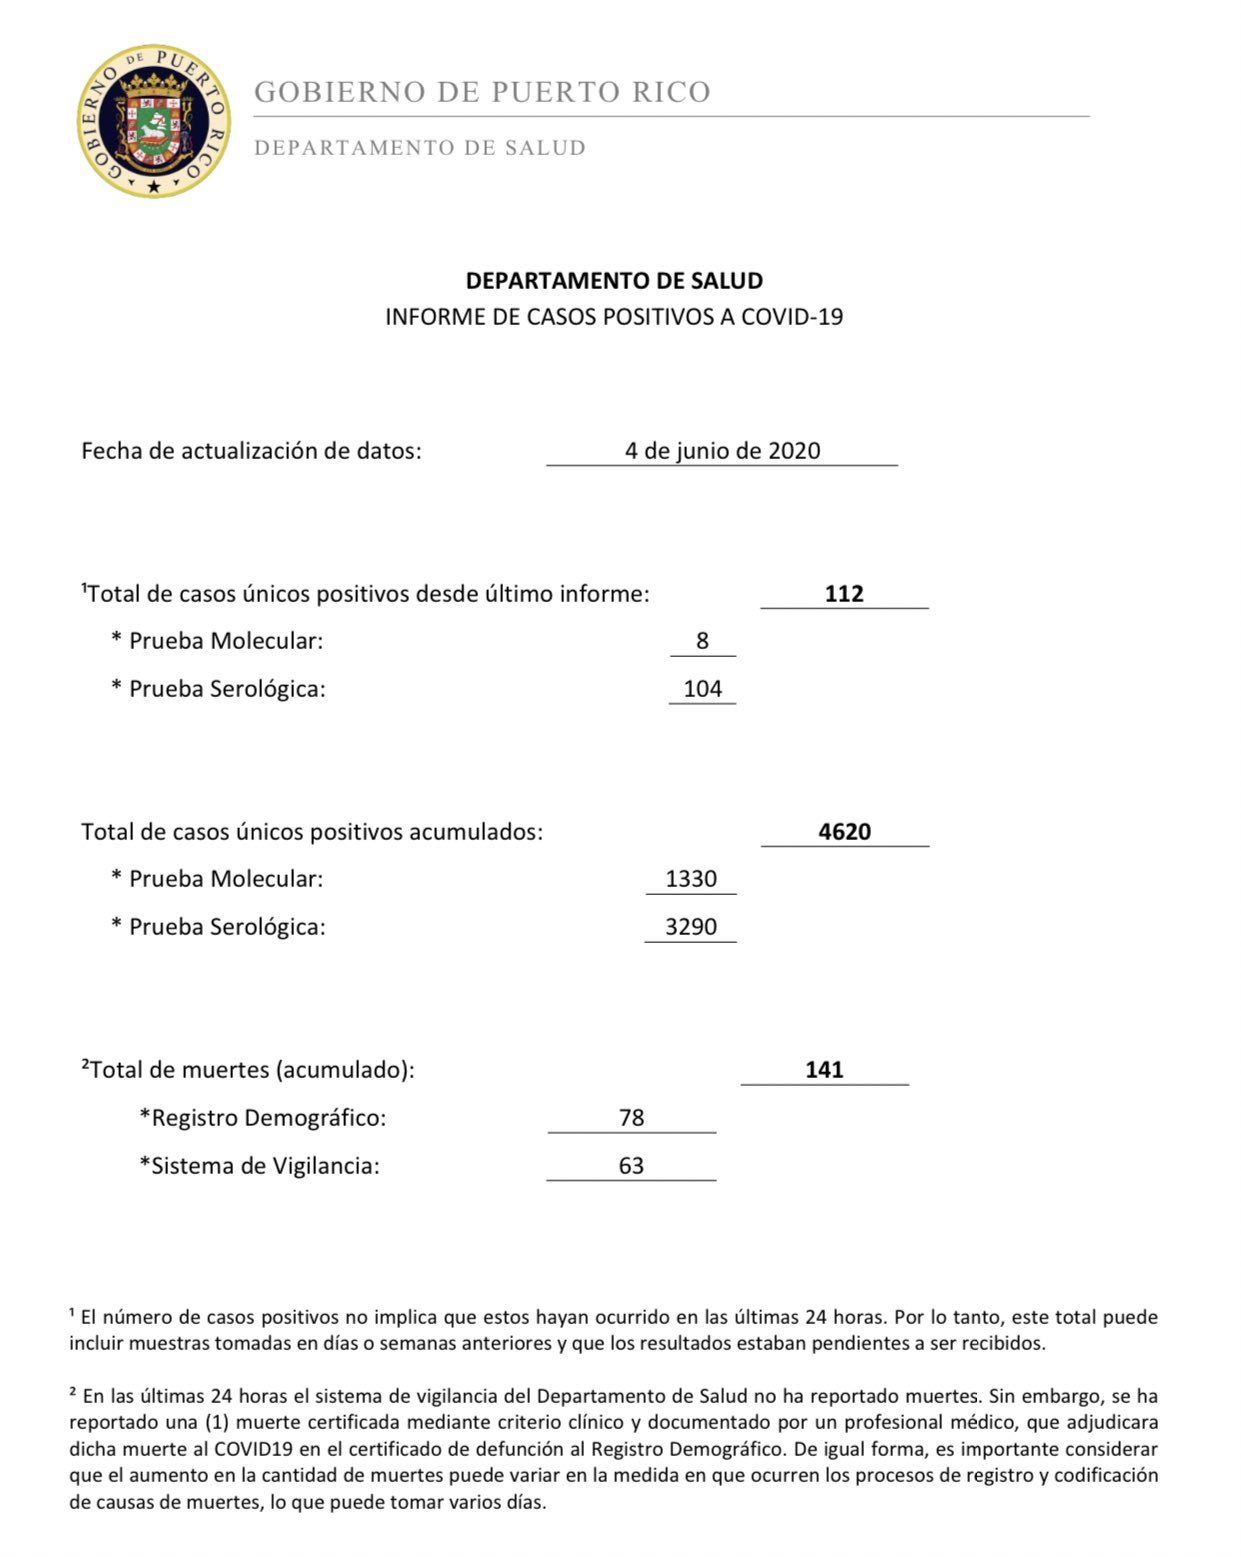 GOBIERNO DE PUERTO RICO
GOBIERNO DE PUERTO RICO
DEPARTAMENTO DE SALUD
DEPARTAMENTO DE SALUD
INFORME DE CASOS POSITIVOS A COVID-19
Fecha de actualización de datos: 4 de junio de 2020
¹Total de casos únicos positivos desde último informe: 112
* Prueba Molecular: 8
* Prueba Serológica: 104
Total de casos únicos positivos acumulados: 4620
* Prueba Molecular: 1330
* Prueba Serológica: 3290
²Total de muertes (acumulado): 141
*Registro Demográfico: 78
*Sistema de Vigilancia: 63
¹ El número de casos positivos no implica que estos hayan ocurrido en las últimas 24 horas. Por lo tanto, este total puede
incluir muestras tomadas en días o semanas anteriores y que los resultados estaban pendientes a ser recibidos.
² En las últimas 24 horas el sistema de vigilancia del Departamento de Salud no ha reportado muertes. Sin embargo, se ha
reportado una (1) muerte certificada mediante criterio clínico y documentado por un profesional médico, que adjudicara
dicha muerte al COVID19 en el certificado de defunción al Registro Demográfico. De igual forma, es importante considerar
que el aumento en la cantidad de muertes puede variar en la medida en que ocurren los procesos de registro y codificación
de causas de muertes, lo que puede tomar varios días.